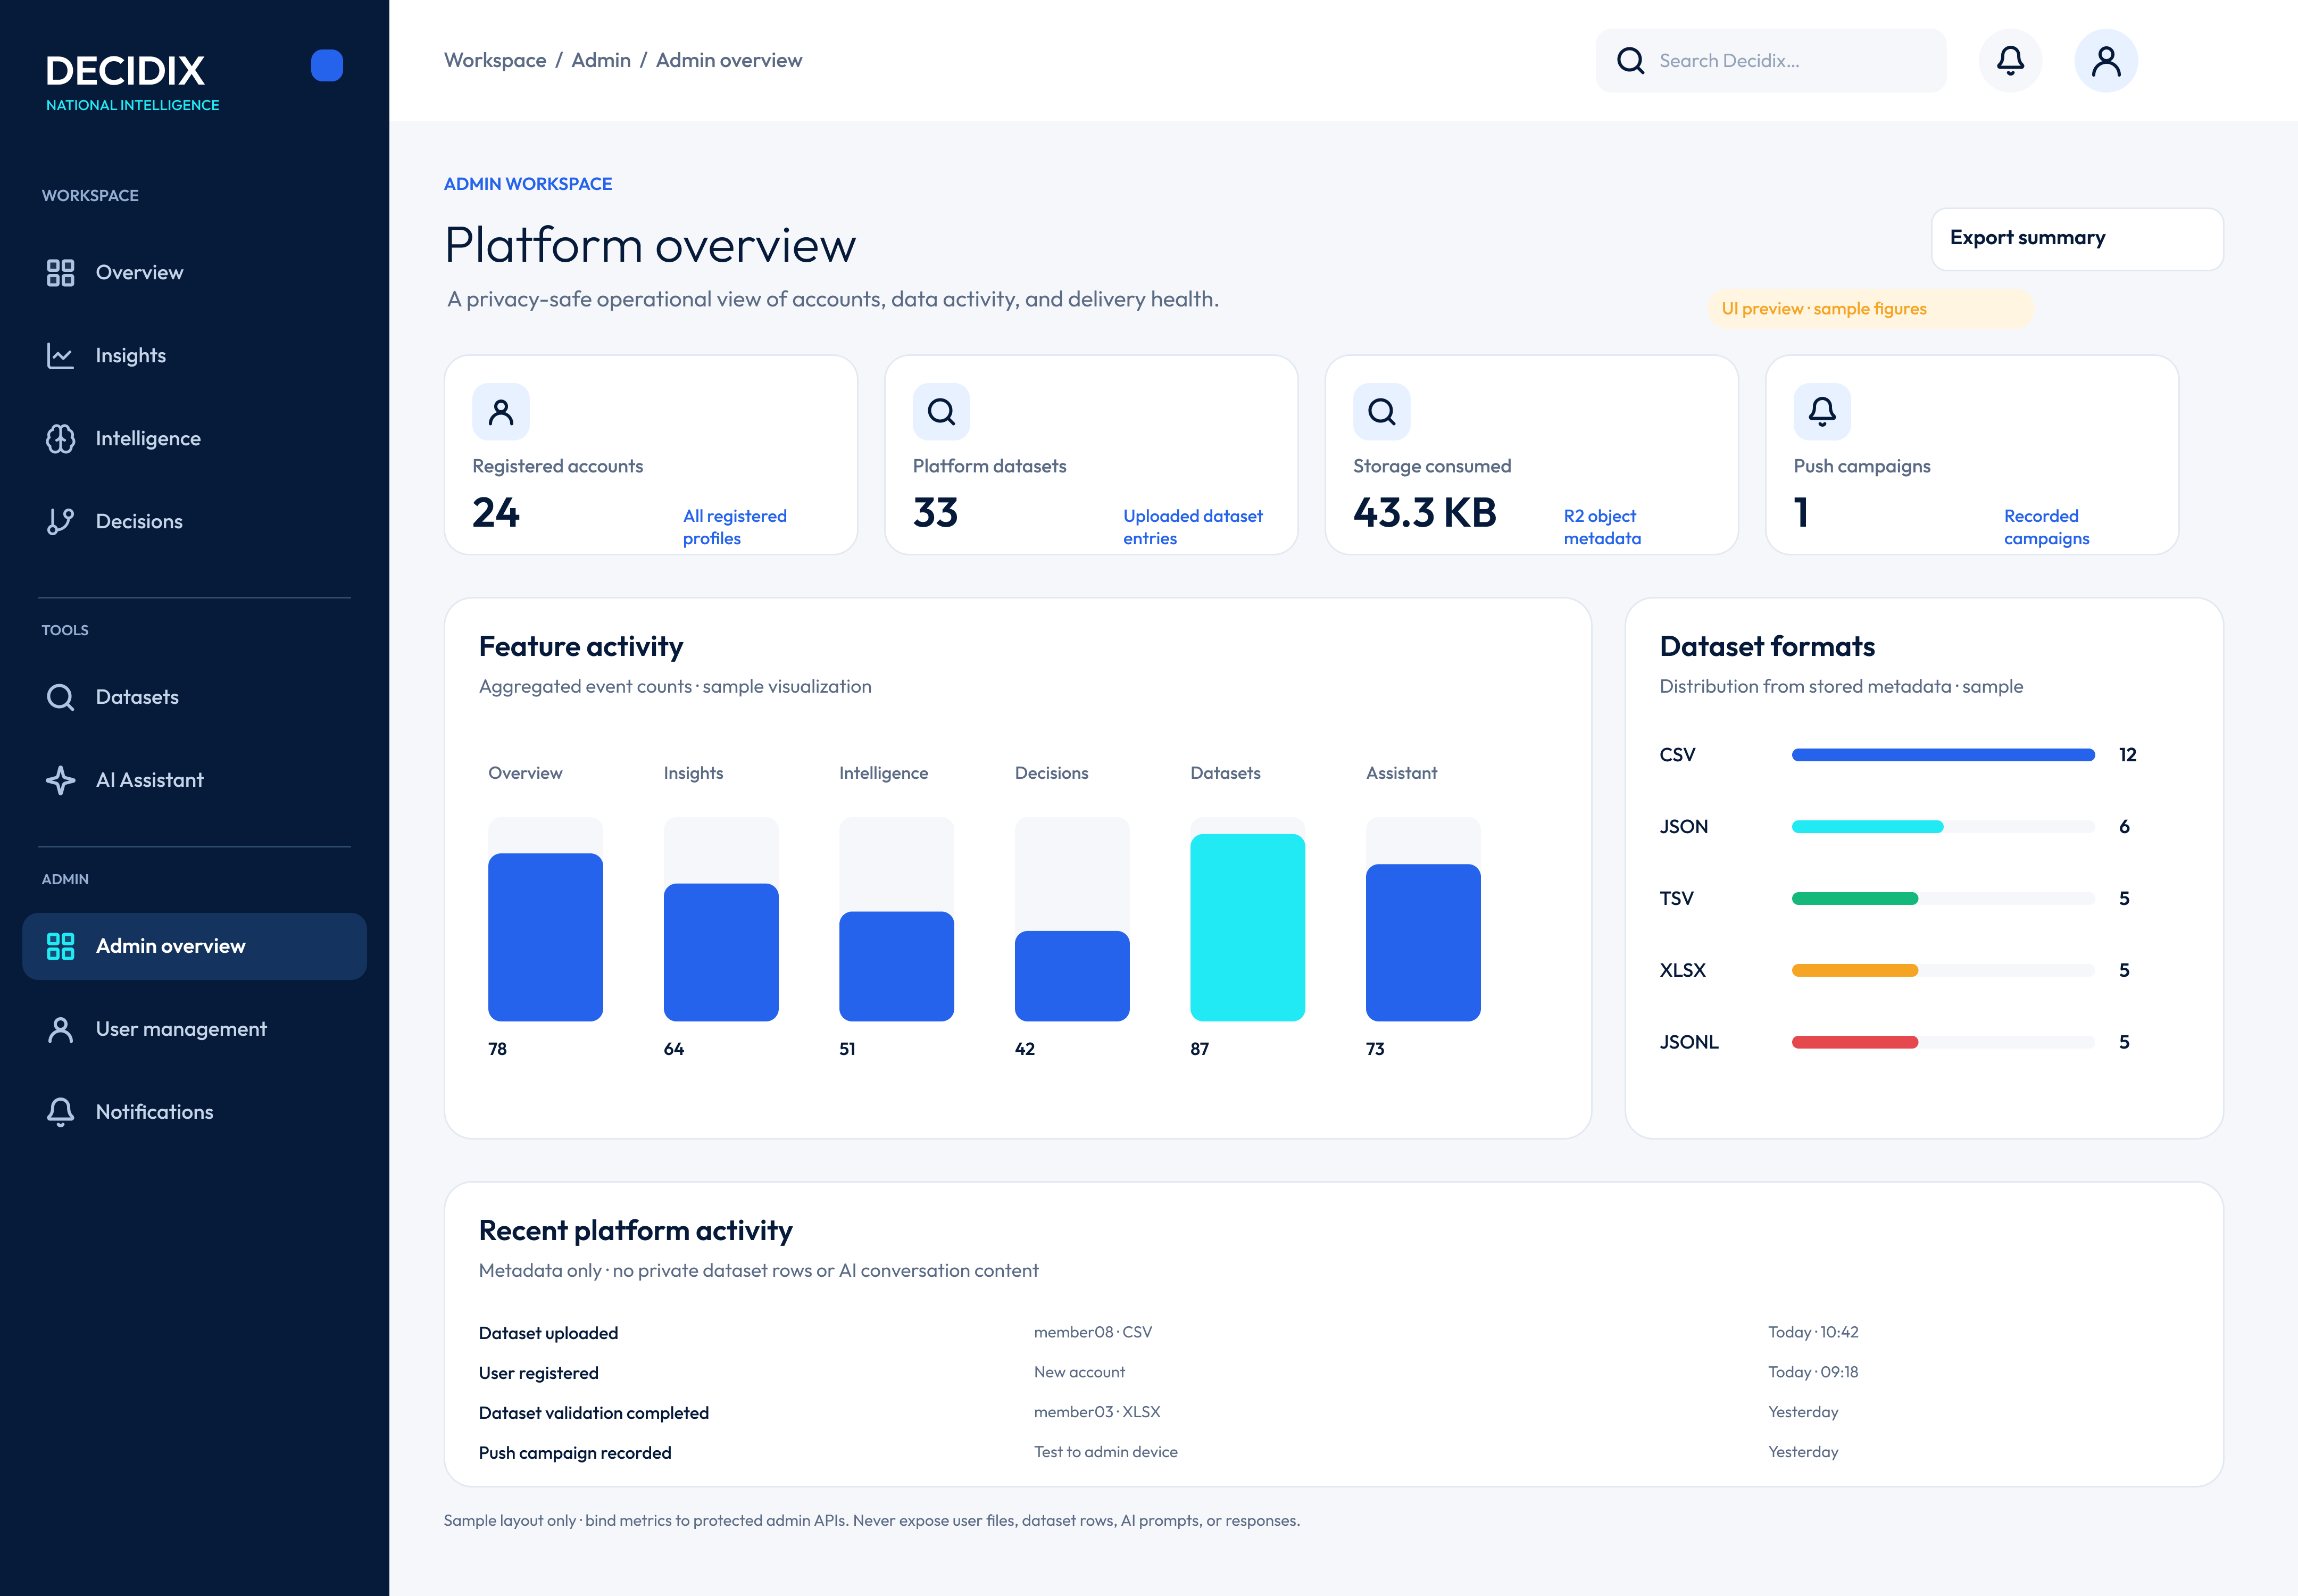 DECIDIX
NATIONAL INTELLIGENCE
WORKSPACE
Overview
Insights
Intelligence
Decisions
TOOLS
Datasets
AI Assistant
ADMIN
Admin overview
User management
Notifications
Workspace / Admin / Admin overview
Search Decidix...
ADMIN WORKSPACE
Platform overview
A privacy-safe operational view of accounts, data activity, and delivery health.
Export summary
UI preview · sample figures
Registered accounts
24
All registered
profiles
Platform datasets
33
Uploaded dataset
entries
Storage consumed
43.3 KB
R2 object
metadata
Push campaigns
1
Recorded
campaigns
Feature activity
Aggregated event counts · sample visualization
Overview Insights Intelligence Decisions Datasets Assistant
78 64 51 42 87 73
Dataset formats
Distribution from stored metadata · sample
CSV 12
JSON 6
TSV 5
XLSX 5
JSONL 5
Recent platform activity
Metadata only · no private dataset rows or AI conversation content
Dataset uploaded member08 · CSV Today · 10:42
User registered New account Today · 09:18
Dataset validation completed member03 · XLSX Yesterday
Push campaign recorded Test to admin device Yesterday
Sample layout only · bind metrics to protected admin APIs. Never expose user files, dataset rows, AI prompts, or responses.